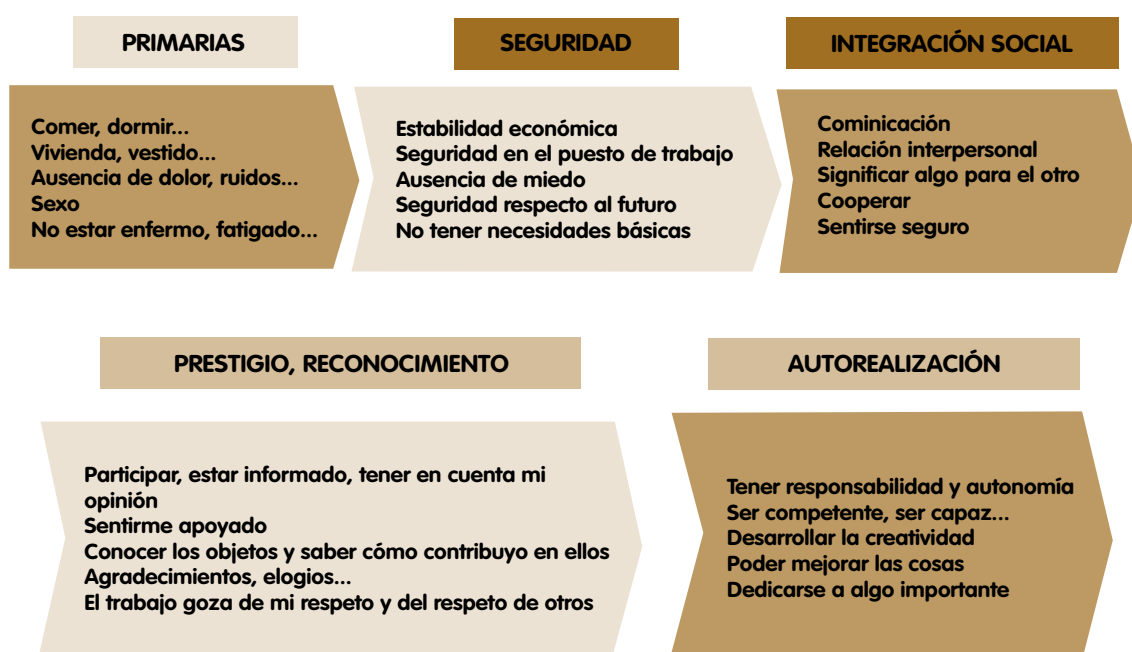 PRIMARIAS
Comer, dormir...
Vivienda, vestido...
Ausencia de dolor, ruidos...
Sexo
No estar enfermo, fatigado...
SEGURIDAD
Estabilidad económica
Seguridad en el puesto de trabajo
Ausencia de miedo
Seguridad respecto al futuro
No tener necesidades básicas
INTEGRACIÓN SOCIAL
Cominicación
Relación interpersonal
Significar algo para el otro
Cooperar
Sentirse seguro
PRESTIGIO, RECONOCIMIENTO
Participar, estar informado, tener en cuenta mi
opinión
Sentirme apoyado
Conocer los objetos y saber cómo contribuyo en ellos
Agradecimientos, elogios...
El trabajo goza de mi respeto y del respeto de otros
AUTOREALIZACIÓN
Tener responsabilidad y autonomía
Ser competente, ser capaz...
Desarrollar la creatividad
Poder mejorar las cosas
Dedicarse a algo importante